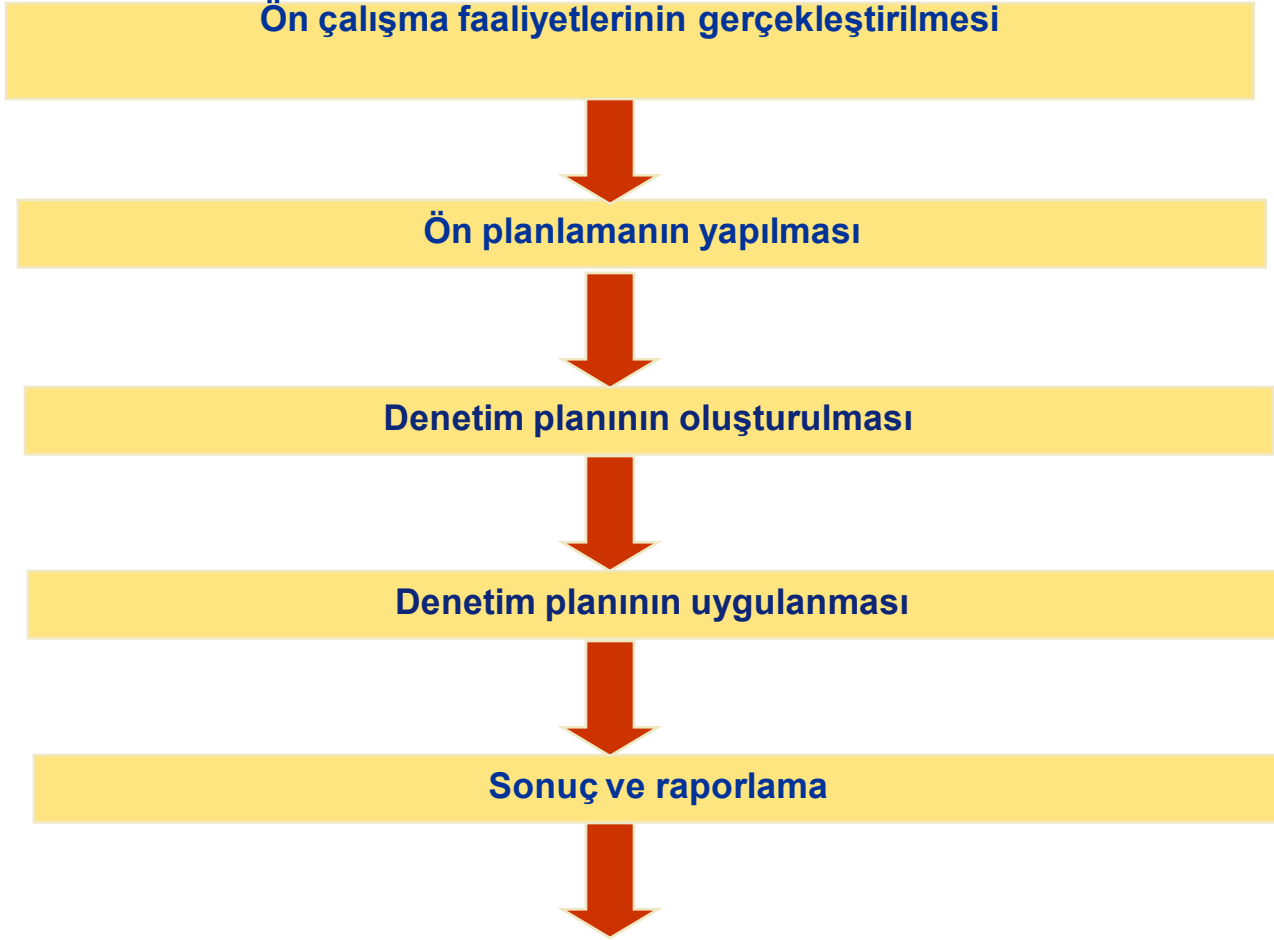 Ön çalışma faaliyetlerinin gerçekleştirilmesi
Ön planlamanın yapılması
Denetim planının oluşturulması
Denetim planının uygulanması
Sonuç ve raporlama